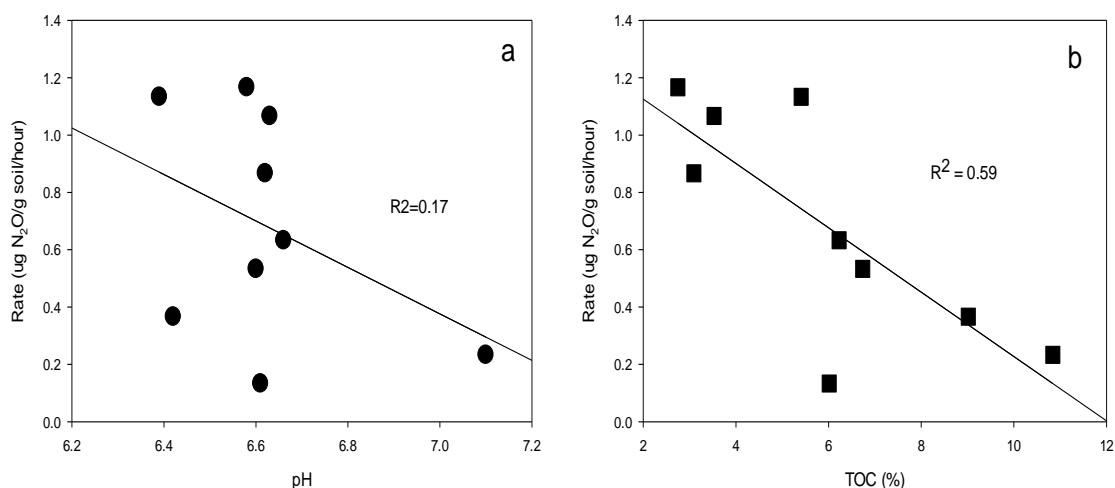 a
1.4
1.2
1.0
0.8
0.6
0.4
0.2
0.0
Rate (ug N₂O/g soil/hour)
R2=0.17
6.2 6.4 6.6 6.8 7.0 7.2
pH
b
1.4
1.2
1.0
0.8
0.6
0.4
0.2
0.0
Rate (ug N₂O/g soil/hour)
R² = 0.59
2 4 6 8 10 12
TOC (%)